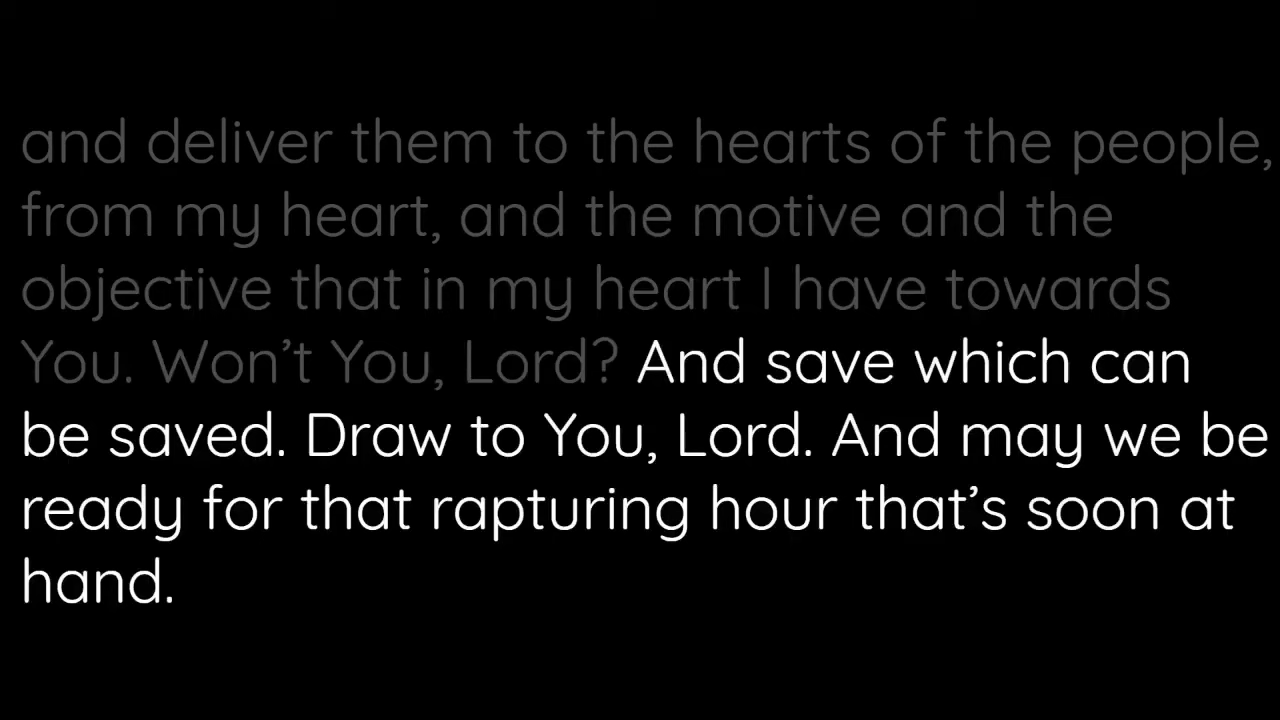 and deliver them to the hearts of the people,
from my heart, and the motive and the
objective that in my heart I have towards
You. Won’t You, Lord? And save which can
be saved. Draw to You, Lord. And may we be
ready for that rapturing hour that’s soon at
hand.